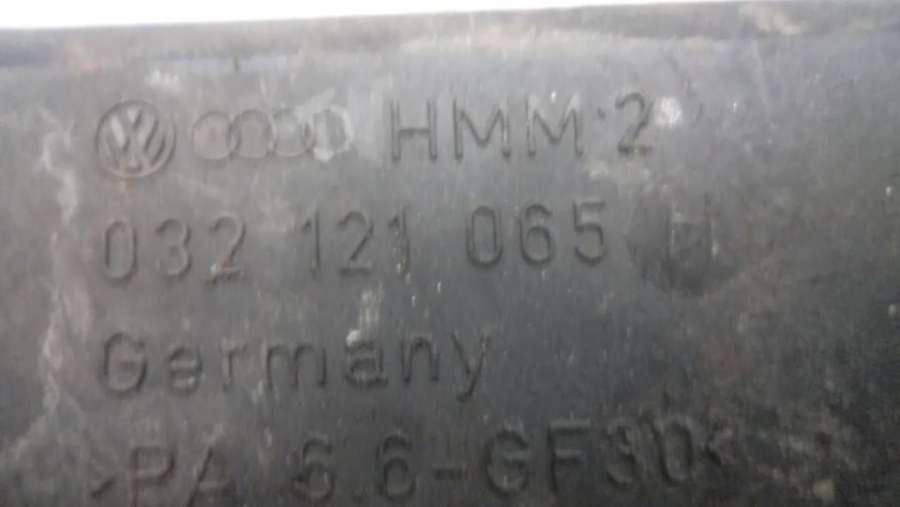 HMM 2
032 121 065 H
Germany
>PA 6.6-GF30<